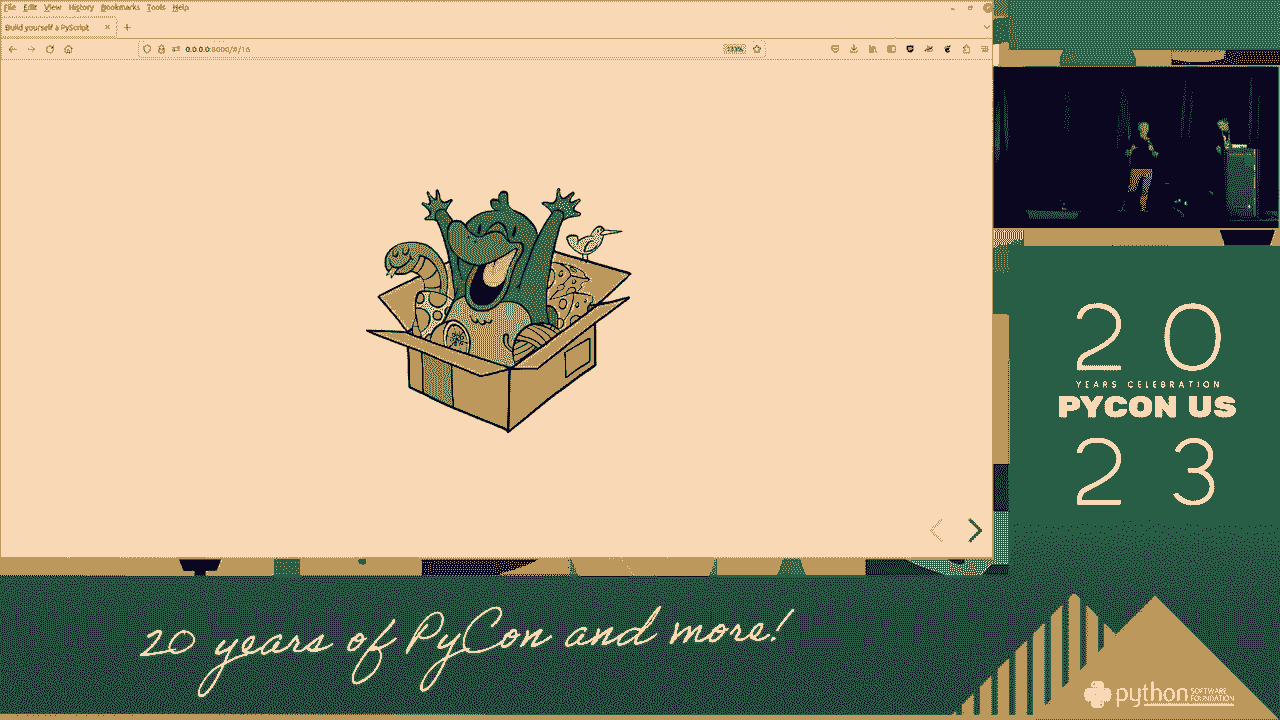 File Edit View History Bookmarks Tools Help
Build yourself a PyScript
0.0.0.0:8000/#/16
133%
20
YEARS CELEBRATION
PYCON US
23
20 years of PyCon and more!
python SOFTWARE
FOUNDATION